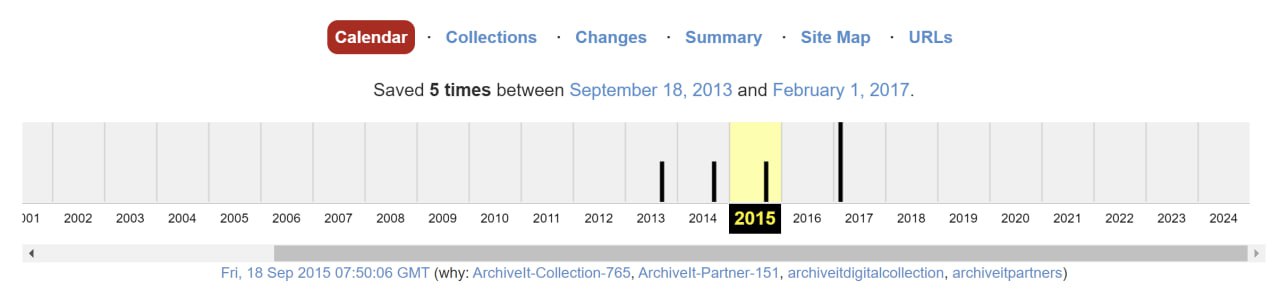 Calendar · Collections · Changes · Summary · Site Map · URLs
Saved 5 times between September 18, 2013 and February 1, 2017.
001 2002 2003 2004 2005 2006 2007 2008 2009 2010 2011 2012 2013 2014 2015 2016 2017 2018 2019 2020 2021 2022 2023 2024
Fri, 18 Sep 2015 07:50:06 GMT (why: ArchiveIt-Collection-765, ArchiveIt-Partner-151, archiveitdigitalcollection, archiveitpartners)